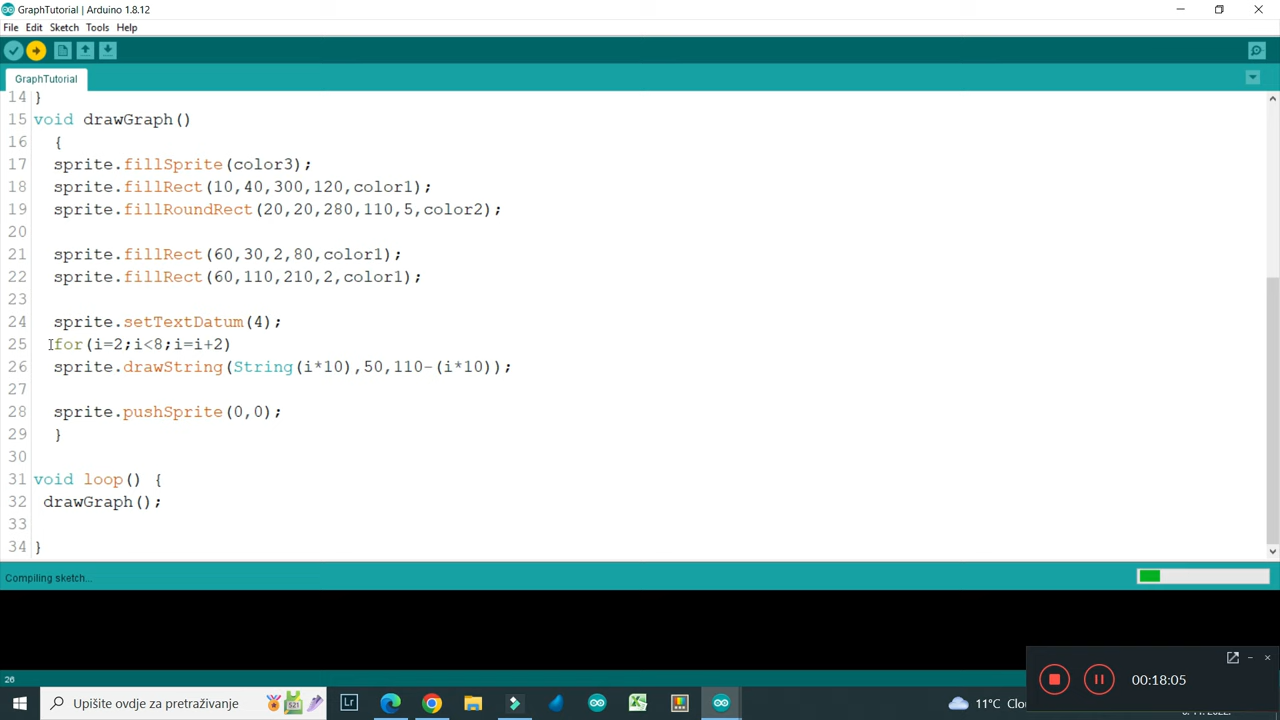 GraphTutorial | Arduino 1.8.12
File Edit Sketch Tools Help
GraphTutorial
14 }
15 void drawGraph()
16 {
17 sprite.fillSprite(color3);
18 sprite.fillRect(10,40,300,120,color1);
19 sprite.fillRoundRect(20,20,280,110,5,color2);
20
21 sprite.fillRect(60,30,2,80,color1);
22 sprite.fillRect(60,110,210,2,color1);
23
24 sprite.setTextDatum(4);
25 for(i=2;i<8;i=i+2)
26 sprite.drawString(String(i*10),50,110-(i*10));
27
28 sprite.pushSprite(0,0);
29 }
30
31 void loop() {
32 drawGraph();
33
34 }
Compiling sketch...
00:18:05
26
Upišite ovdje za pretraživanje
521
Lrc
11°C